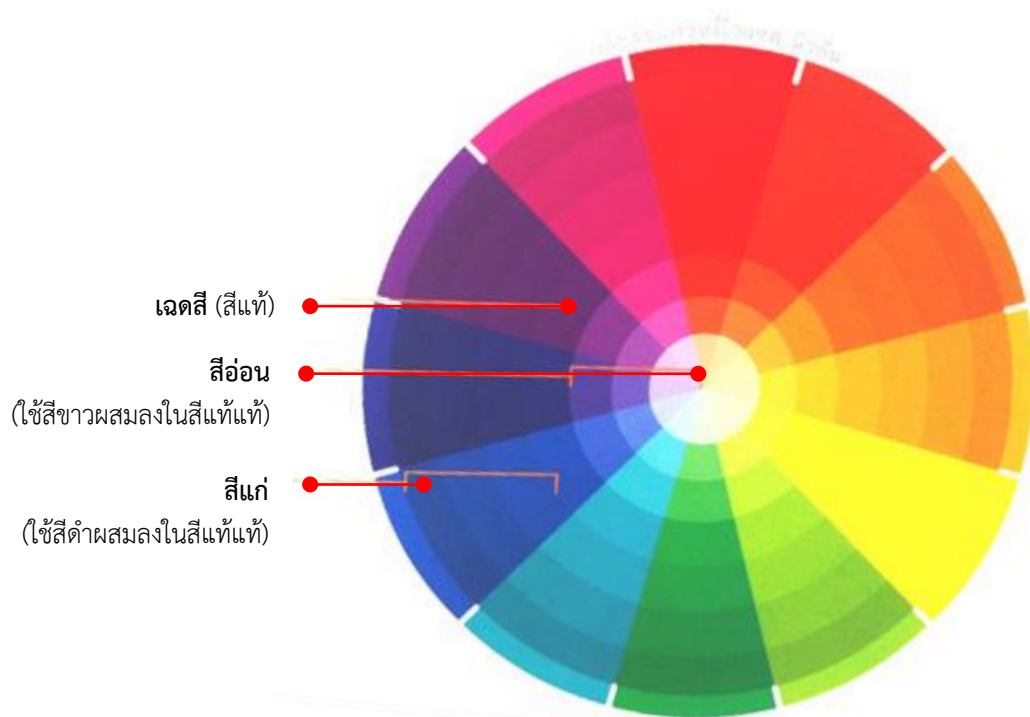 เฉดสี (สีแท้)
สีอ่อน
(ใช้สีขาวผสมลงในสีแท้แท้)
สีแก่
(ใช้สีดำผสมลงในสีแท้แท้)